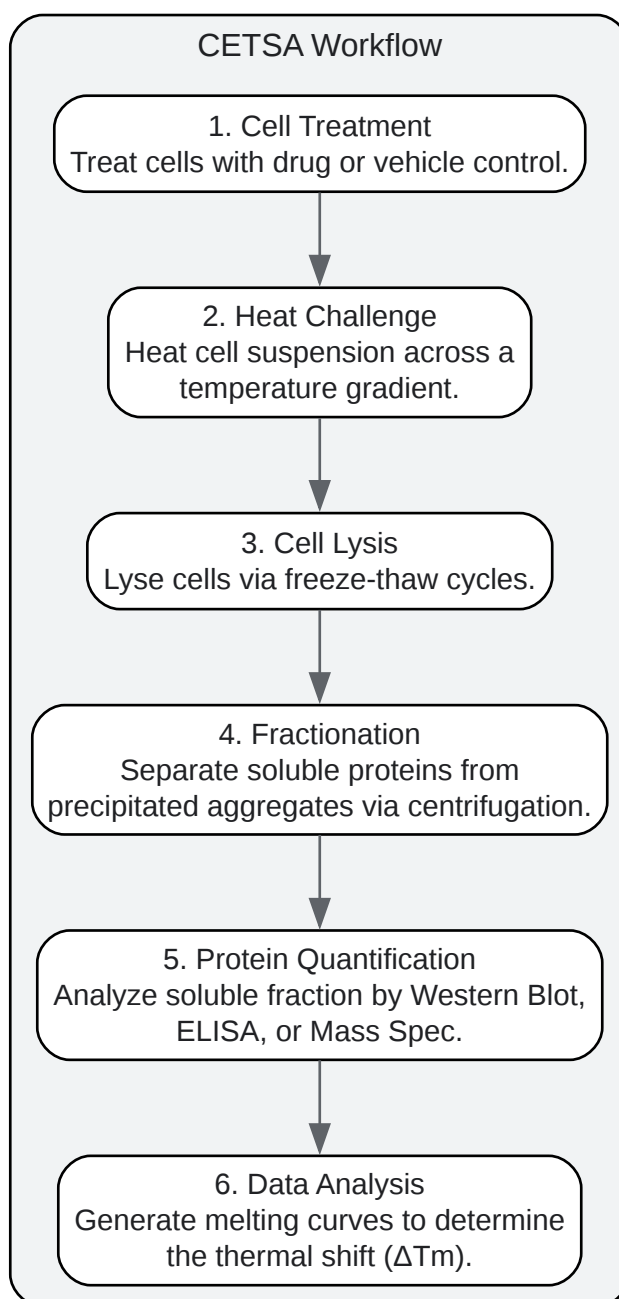 CETSA Workflow
1. Cell Treatment
Treat cells with drug or vehicle control.
2. Heat Challenge
Heat cell suspension across a
temperature gradient.
3. Cell Lysis
Lyse cells via freeze-thaw cycles.
4. Fractionation
Separate soluble proteins from
precipitated aggregates via centrifugation.
5. Protein Quantification
Analyze soluble fraction by Western Blot,
ELISA, or Mass Spec.
6. Data Analysis
Generate melting curves to determine
the thermal shift (ΔTm).